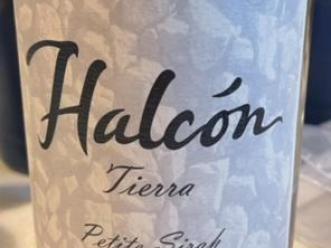 Halcón
Tierra
Petite Sirah